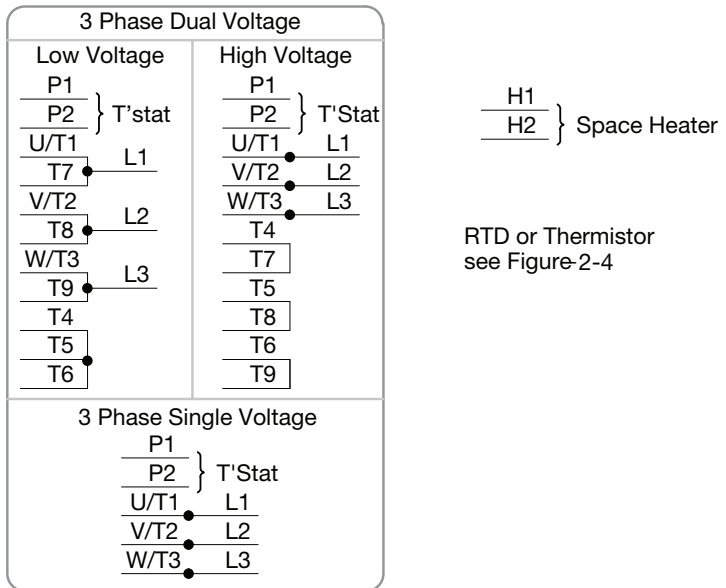 3 Phase Dual Voltage
Low Voltage
P1
P2
T’stat
U/T1
L1
T7
V/T2
L2
T8
W/T3
L3
T9
T4
T5
T6
High Voltage
P1
P2
T'Stat
U/T1
L1
V/T2
L2
W/T3
L3
T4
T7
T5
T8
T6
T9
3 Phase Single Voltage
P1
P2
T'Stat
U/T1
L1
V/T2
L2
W/T3
L3
H1
H2
Space Heater
RTD or Thermistor
see Figure-2-4